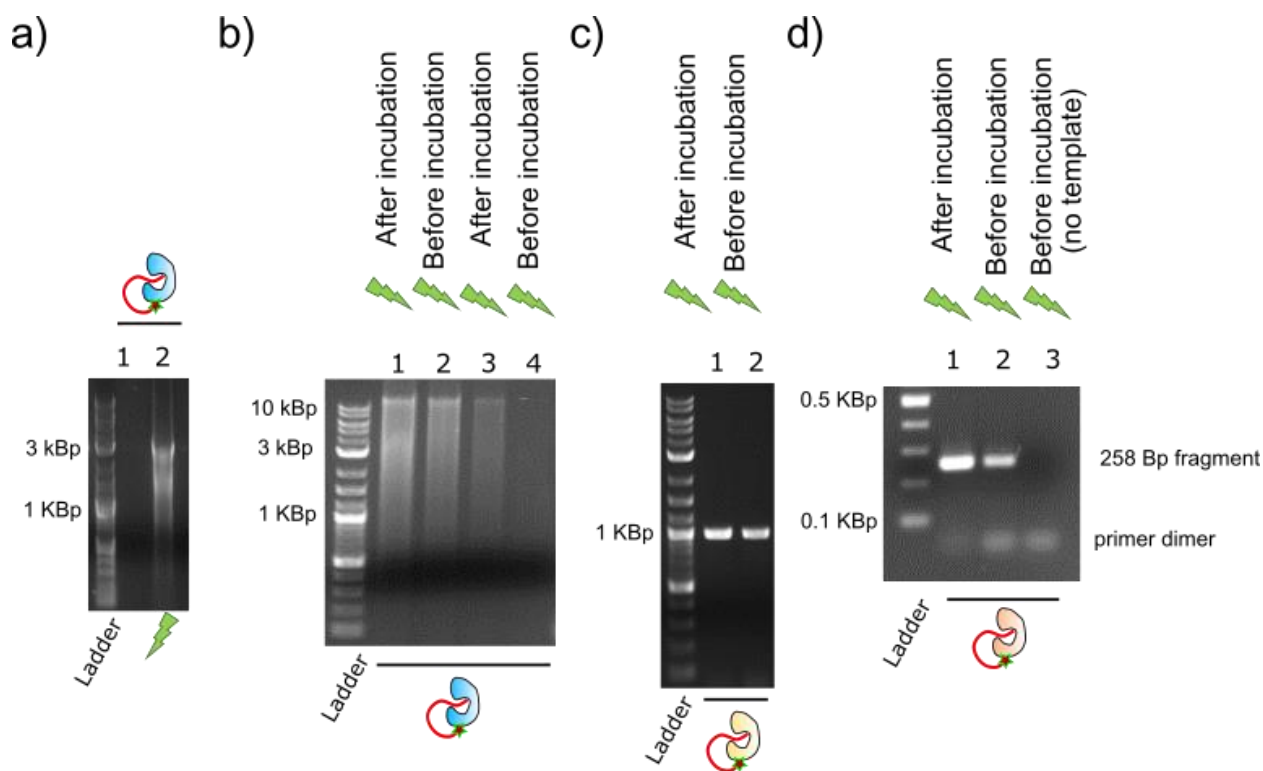 a)
1 2
3 kBp
1 KBp
Ladder
b)
After incubation
Before incubation
After incubation
Before incubation
1 2 3 4
10 kBp
3 kBp
1 KBp
Ladder
c)
After incubation
Before incubation
1 2
1 KBp
Ladder
d)
After incubation
Before incubation
Before incubation
(no template)
1 2 3
0.5 KBp
258 Bp fragment
0.1 KBp
primer dimer
Ladder